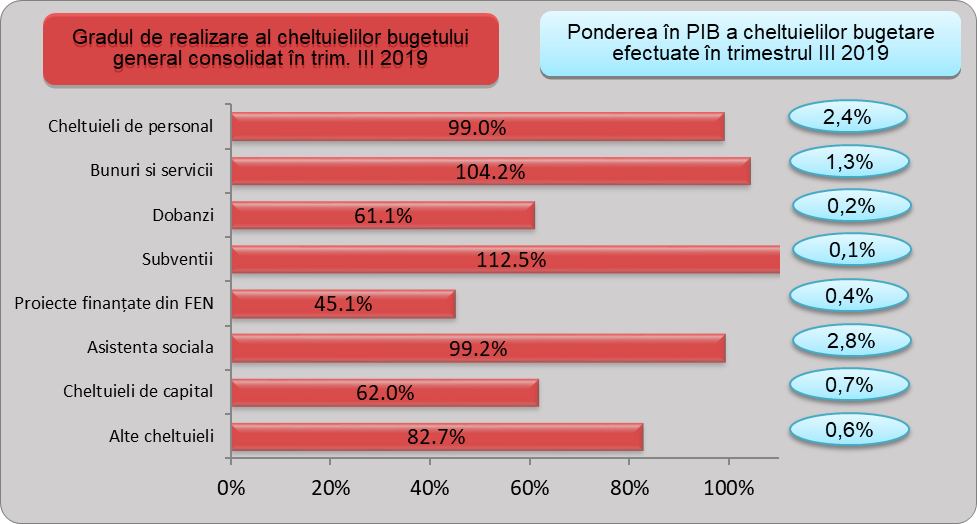 Gradul de realizare al cheltuielilor bugetului
general consolidat în trim. III 2019
Ponderea în PIB a cheltuielilor bugetare
efectuate în trimestrul III 2019
Cheltuieli de personal 99.0% 2,4%
Bunuri si servicii 104.2% 1,3%
Dobanzi 61.1% 0,2%
Subventii 112.5% 0,1%
Proiecte finanțate din FEN 45.1% 0,4%
Asistenta sociala 99.2% 2,8%
Cheltuieli de capital 62.0% 0,7%
Alte cheltuieli 82.7% 0,6%
0% 20% 40% 60% 80% 100%